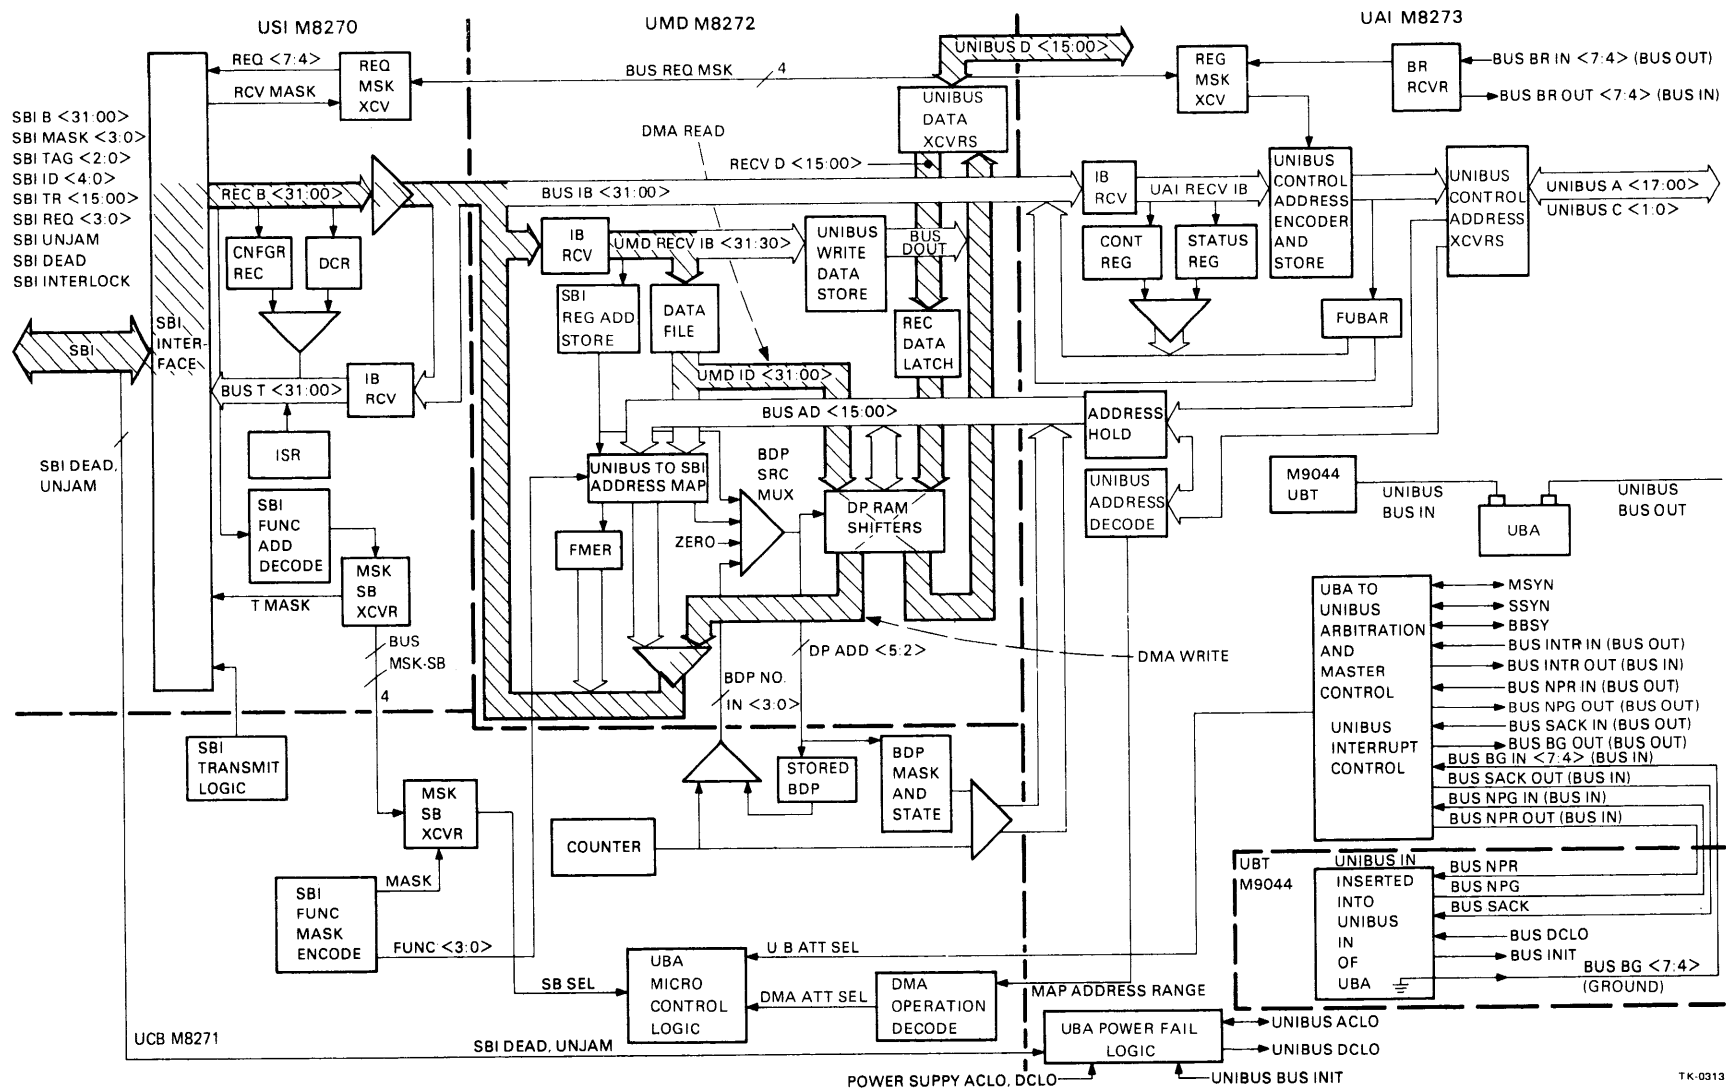 USI M8270
UMD M8272
UAI M8273
REQ <7:4>
RCV MASK
REQ
MSK
XCV
BUS REQ MSK
4
UNIBUS D <15:00>
REG
MSK
XCV
BR
RCVR
BUS BR IN <7:4> (BUS OUT)
BUS BR OUT <7:4> (BUS IN)
SBI B <31:00>
SBI MASK <3:0>
SBI TAG <2:0>
SBI ID <4:0>
SBI TR <15:00>
SBI REQ <3:0>
SBI UNJAM
SBI DEAD
SBI INTERLOCK
UNIBUS
DATA
XCVRS
DMA READ
RECV D <15:00>
REC B <31:00>
BUS IB <31:00>
IB
RCV
UAI RECV IB
UNIBUS
CONTROL
ADDRESS
ENCODER
AND
STORE
UNIBUS
CONTROL
ADDRESS
XCVRS
UNIBUS A <17:00>
UNIBUS C <1:0>
CNFGR
REC
DCR
IB
RCV
UMD RECV IB <31:30>
UNIBUS
WRITE
DATA
STORE
BUS
DOUT
CONT
REG
STATUS
REG
SBI
REG ADD
STORE
DATA
FILE
REC
DATA
LATCH
FUBAR
SBI
SBI
INTER-
FACE
BUS T <31:00>
IB
RCV
UMD ID <31:00>
BUS AD <15:00>
ADDRESS
HOLD
ISR
SBI DEAD,
UNJAM
UNIBUS TO SBI
ADDRESS MAP
BDP
SRC
MUX
ZERO
DP RAM
SHIFTERS
UNIBUS
ADDRESS
DECODE
M9044
UBT
UNIBUS
BUS IN
UBA
UNIBUS
BUS OUT
SBI
FUNC
ADD
DECODE
FMER
MSK
SB
XCVR
T MASK
BUS
MSK-SB
4
DP ADD <5:2>
DMA WRITE
BDP NO.
IN <3:0>
UBA TO
UNIBUS
ARBITRATION
AND
MASTER
CONTROL
UNIBUS
INTERRUPT
CONTROL
MSYN
SSYN
BBSY
BUS INTR IN (BUS OUT)
BUS INTR OUT (BUS IN)
BUS NPR IN (BUS OUT)
BUS NPG OUT (BUS OUT)
BUS SACK IN (BUS OUT)
BUS BG OUT (BUS OUT)
BUS BG IN <7:4> (BUS IN)
BUS SACK OUT (BUS IN)
BUS NPG IN (BUS IN)
BUS NPR OUT (BUS IN)
SBI
TRANSMIT
LOGIC
MSK
SB
XCVR
STORED
BDP
BDP
MASK
AND
STATE
COUNTER
SBI
FUNC
MASK
ENCODE
MASK
FUNC <3:0>
UBT
M9044
UNIBUS IN
INSERTED
INTO
UNIBUS
IN
OF
UBA
BUS NPR
BUS NPG
BUS SACK
BUS DCLO
BUS INIT
BUS BG <7:4>
(GROUND)
UBA
MICRO
CONTROL
LOGIC
U B ATT SEL
SB SEL
DMA ATT SEL
DMA
OPERATION
DECODE
MAP ADDRESS RANGE
UCB M8271
SBI DEAD, UNJAM
UBA POWER FAIL
LOGIC
UNIBUS ACLO
UNIBUS DCLO
POWER SUPPY ACLO, DCLO
UNIBUS BUS INIT
TK-0313